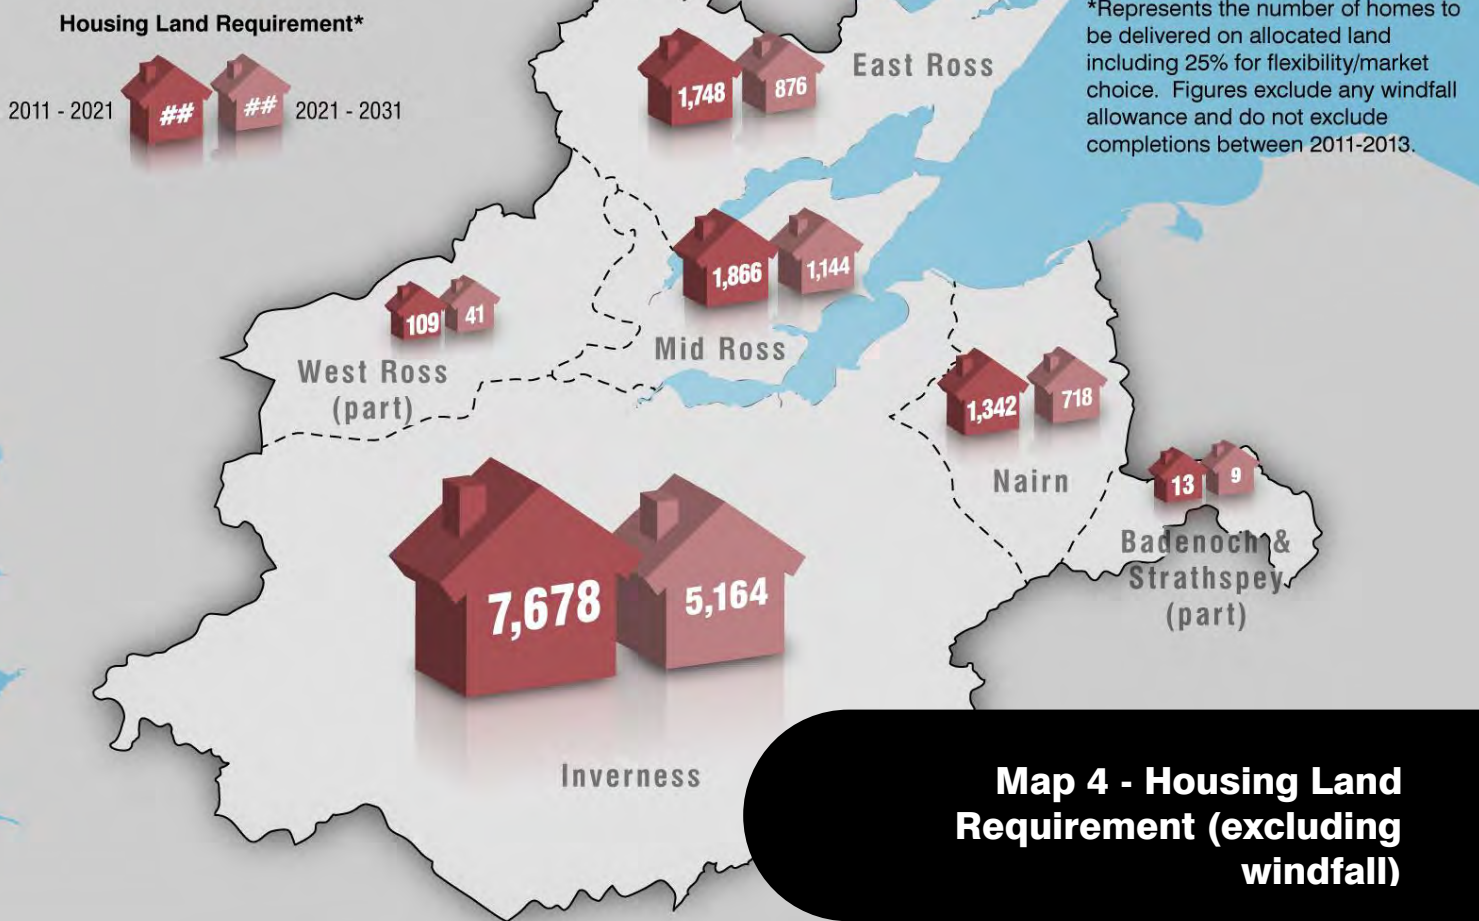 Housing Land Requirement*
2011 - 2021
##
##
2021 - 2031
*Represents the number of homes to
be delivered on allocated land
including 25% for flexibility/market
choice. Figures exclude any windfall
allowance and do not exclude
completions between 2011-2013.
1,748
876
East Ross
1,866
1,144
Mid Ross
109
41
West Ross
(part)
1,342
718
Nairn
13
9
Badenoch &
Strathspey
(part)
7,678
5,164
Inverness
Map 4 - Housing Land
Requirement (excluding
windfall)